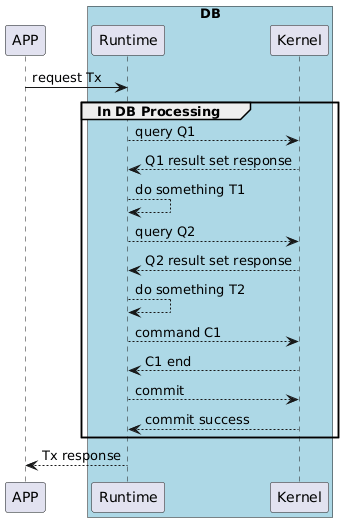 DB
APP
Runtime
Kernel
request Tx
In DB Processing
query Q1
Q1 result set response
do something T1
query Q2
Q2 result set response
do something T2
command C1
C1 end
commit
commit success
Tx response
APP
Runtime
Kernel